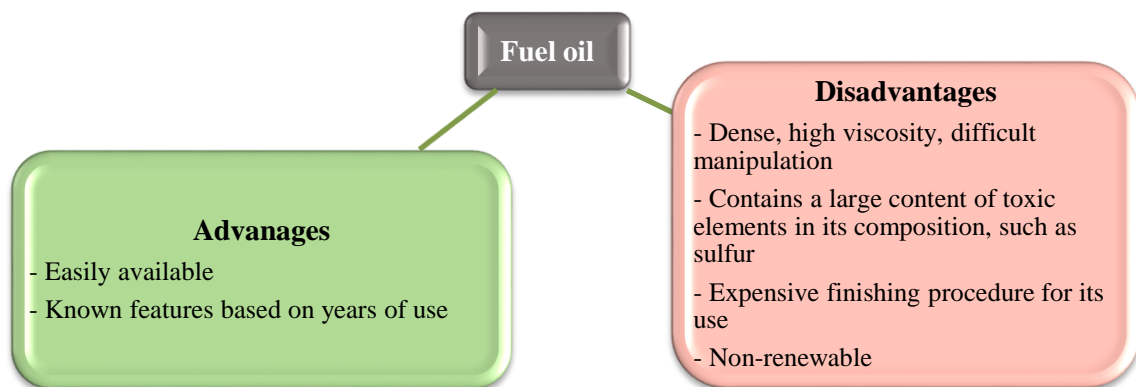 Fuel oil
Advanages
- Easily available
- Known features based on years of use
Disadvantages
- Dense, high viscosity, difficult
manipulation
- Contains a large content of toxic
elements in its composition, such as
sulfur
- Expensive finishing procedure for its
use
- Non-renewable